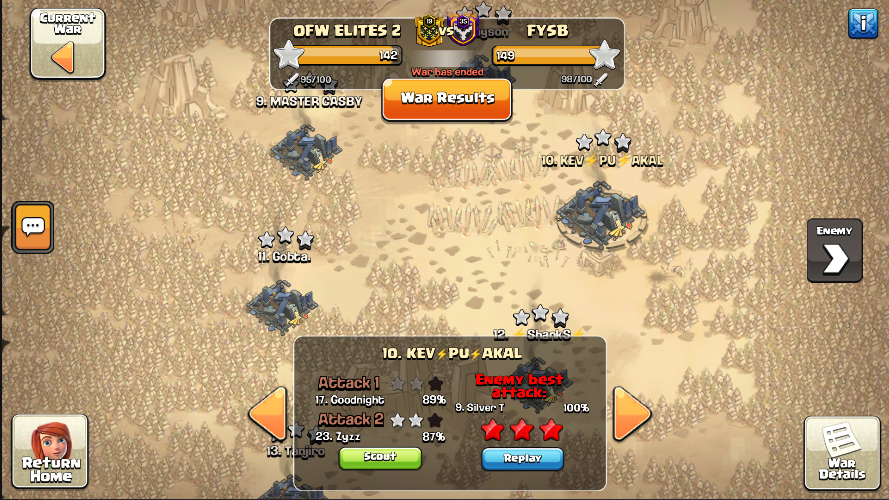 Current
War
OFW ELITES 2
19
vs
35
FYSB
142
149
War has ended
95/100
98/100
War Results
9. MASTER CASBY
10. KEV⚡PU⚡AKAL
Enemy
11. Gobta.
12. ⚡ShankS⚡
10. KEV⚡PU⚡AKAL
Attack 1
17. Goodnight
89%
Attack 2
23. Zyzz
87%
Scout
Enemy best
attack:
9. Silver T
100%
Replay
13. Tanjiro
Return
Home
War
Details